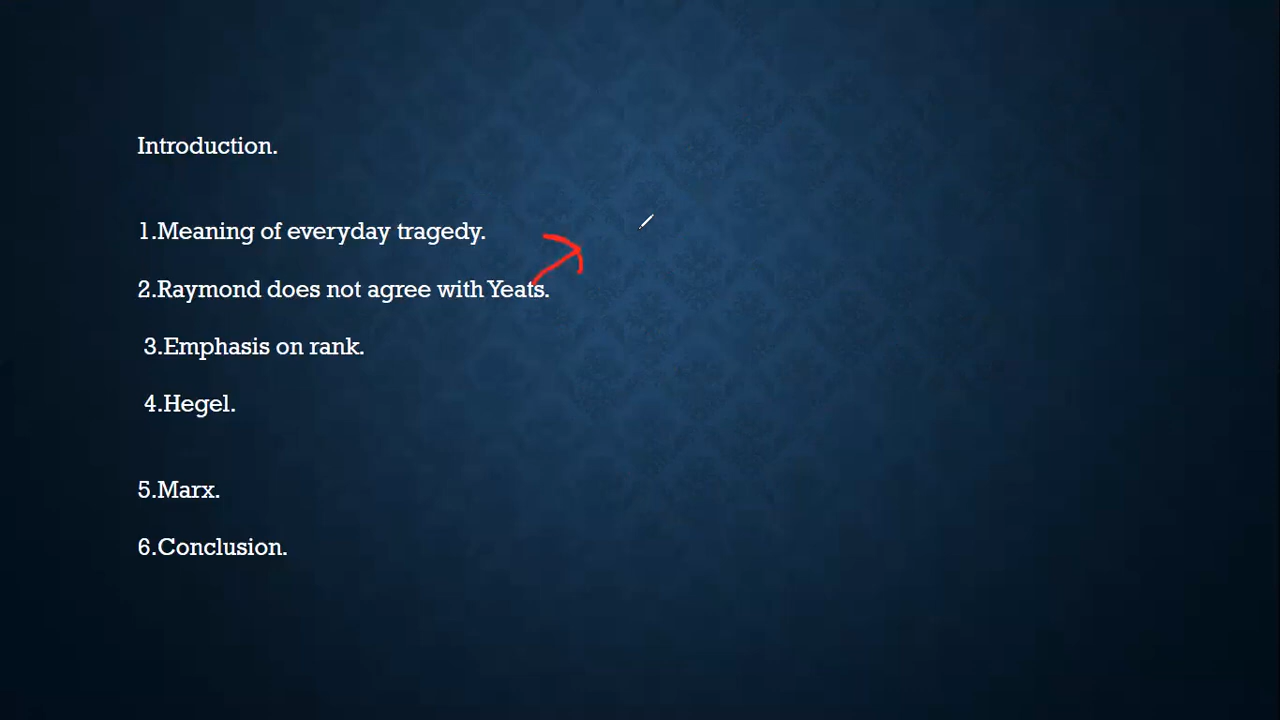 Introduction.
1.Meaning of everyday tragedy.
2.Raymond does not agree with Yeats.
3.Emphasis on rank.
4.Hegel.
5.Marx.
6.Conclusion.